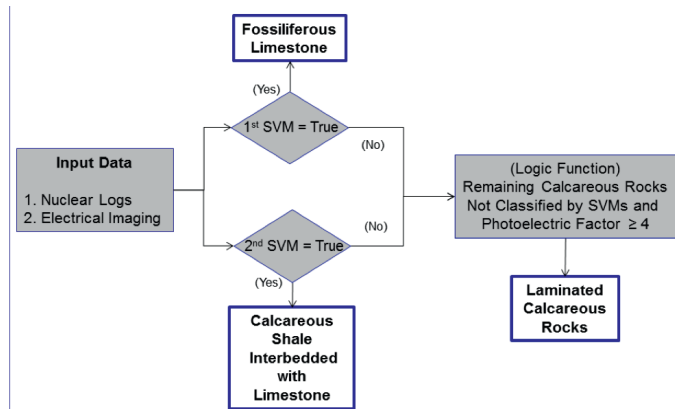 Fossiliferous
Limestone
(Yes)
1st SVM = True
(No)
Input Data
1. Nuclear Logs
2. Electrical Imaging
(Logic Function)
Remaining Calcareous Rocks
Not Classified by SVMs and
Photoelectric Factor ≥ 4
2nd SVM = True
(No)
(Yes)
Calcareous
Shale
Interbedded
with
Limestone
Laminated
Calcareous
Rocks